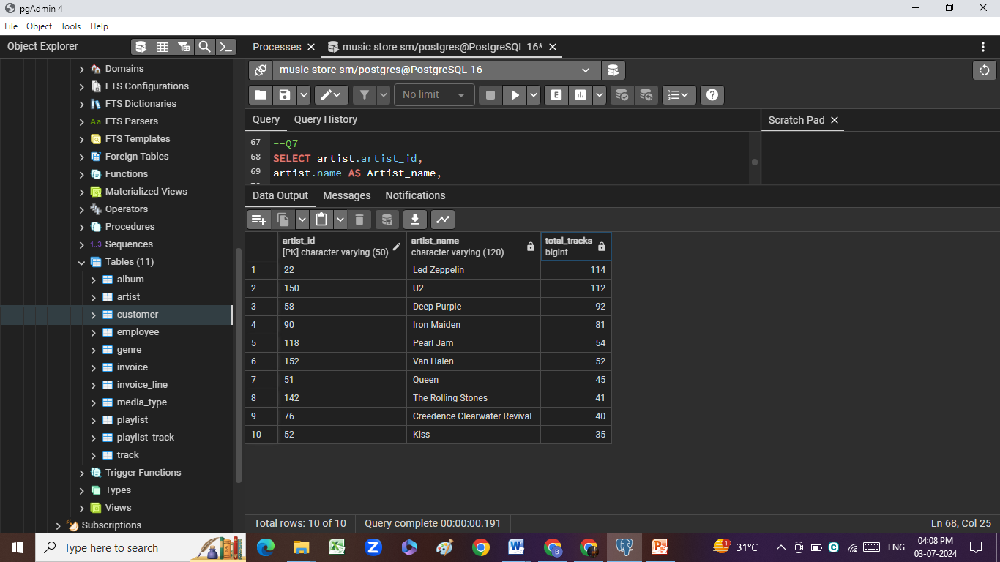 pgAdmin 4
File Object Tools Help
Object Explorer
Processes
music store sm/postgres@PostgreSQL 16*
music store sm/postgres@PostgreSQL 16
No limit
E
Query Query History
Scratch Pad
67 --Q7
68 SELECT artist.artist_id,
69 artist.name AS Artist_name,
Domains
FTS Configurations
FTS Dictionaries
Aa FTS Parsers
FTS Templates
Foreign Tables
Functions
Materialized Views
Operators
Procedures
1..3 Sequences
Tables (11)
album
artist
customer
employee
genre
invoice
invoice_line
media_type
playlist
playlist_track
track
Trigger Functions
Types
Views
Subscriptions
Data Output Messages Notifications
artist_id artist_name total_tracks
[PK] character varying (50) character varying (120) bigint
1 22 Led Zeppelin 114
2 150 U2 112
3 58 Deep Purple 92
4 90 Iron Maiden 81
5 118 Pearl Jam 54
6 152 Van Halen 52
7 51 Queen 45
8 142 The Rolling Stones 41
9 76 Creedence Clearwater Revival 40
10 52 Kiss 35
Total rows: 10 of 10 Query complete 00:00:00.191 Ln 68, Col 25
Type here to search
31°C
ENG
04:08 PM
03-07-2024